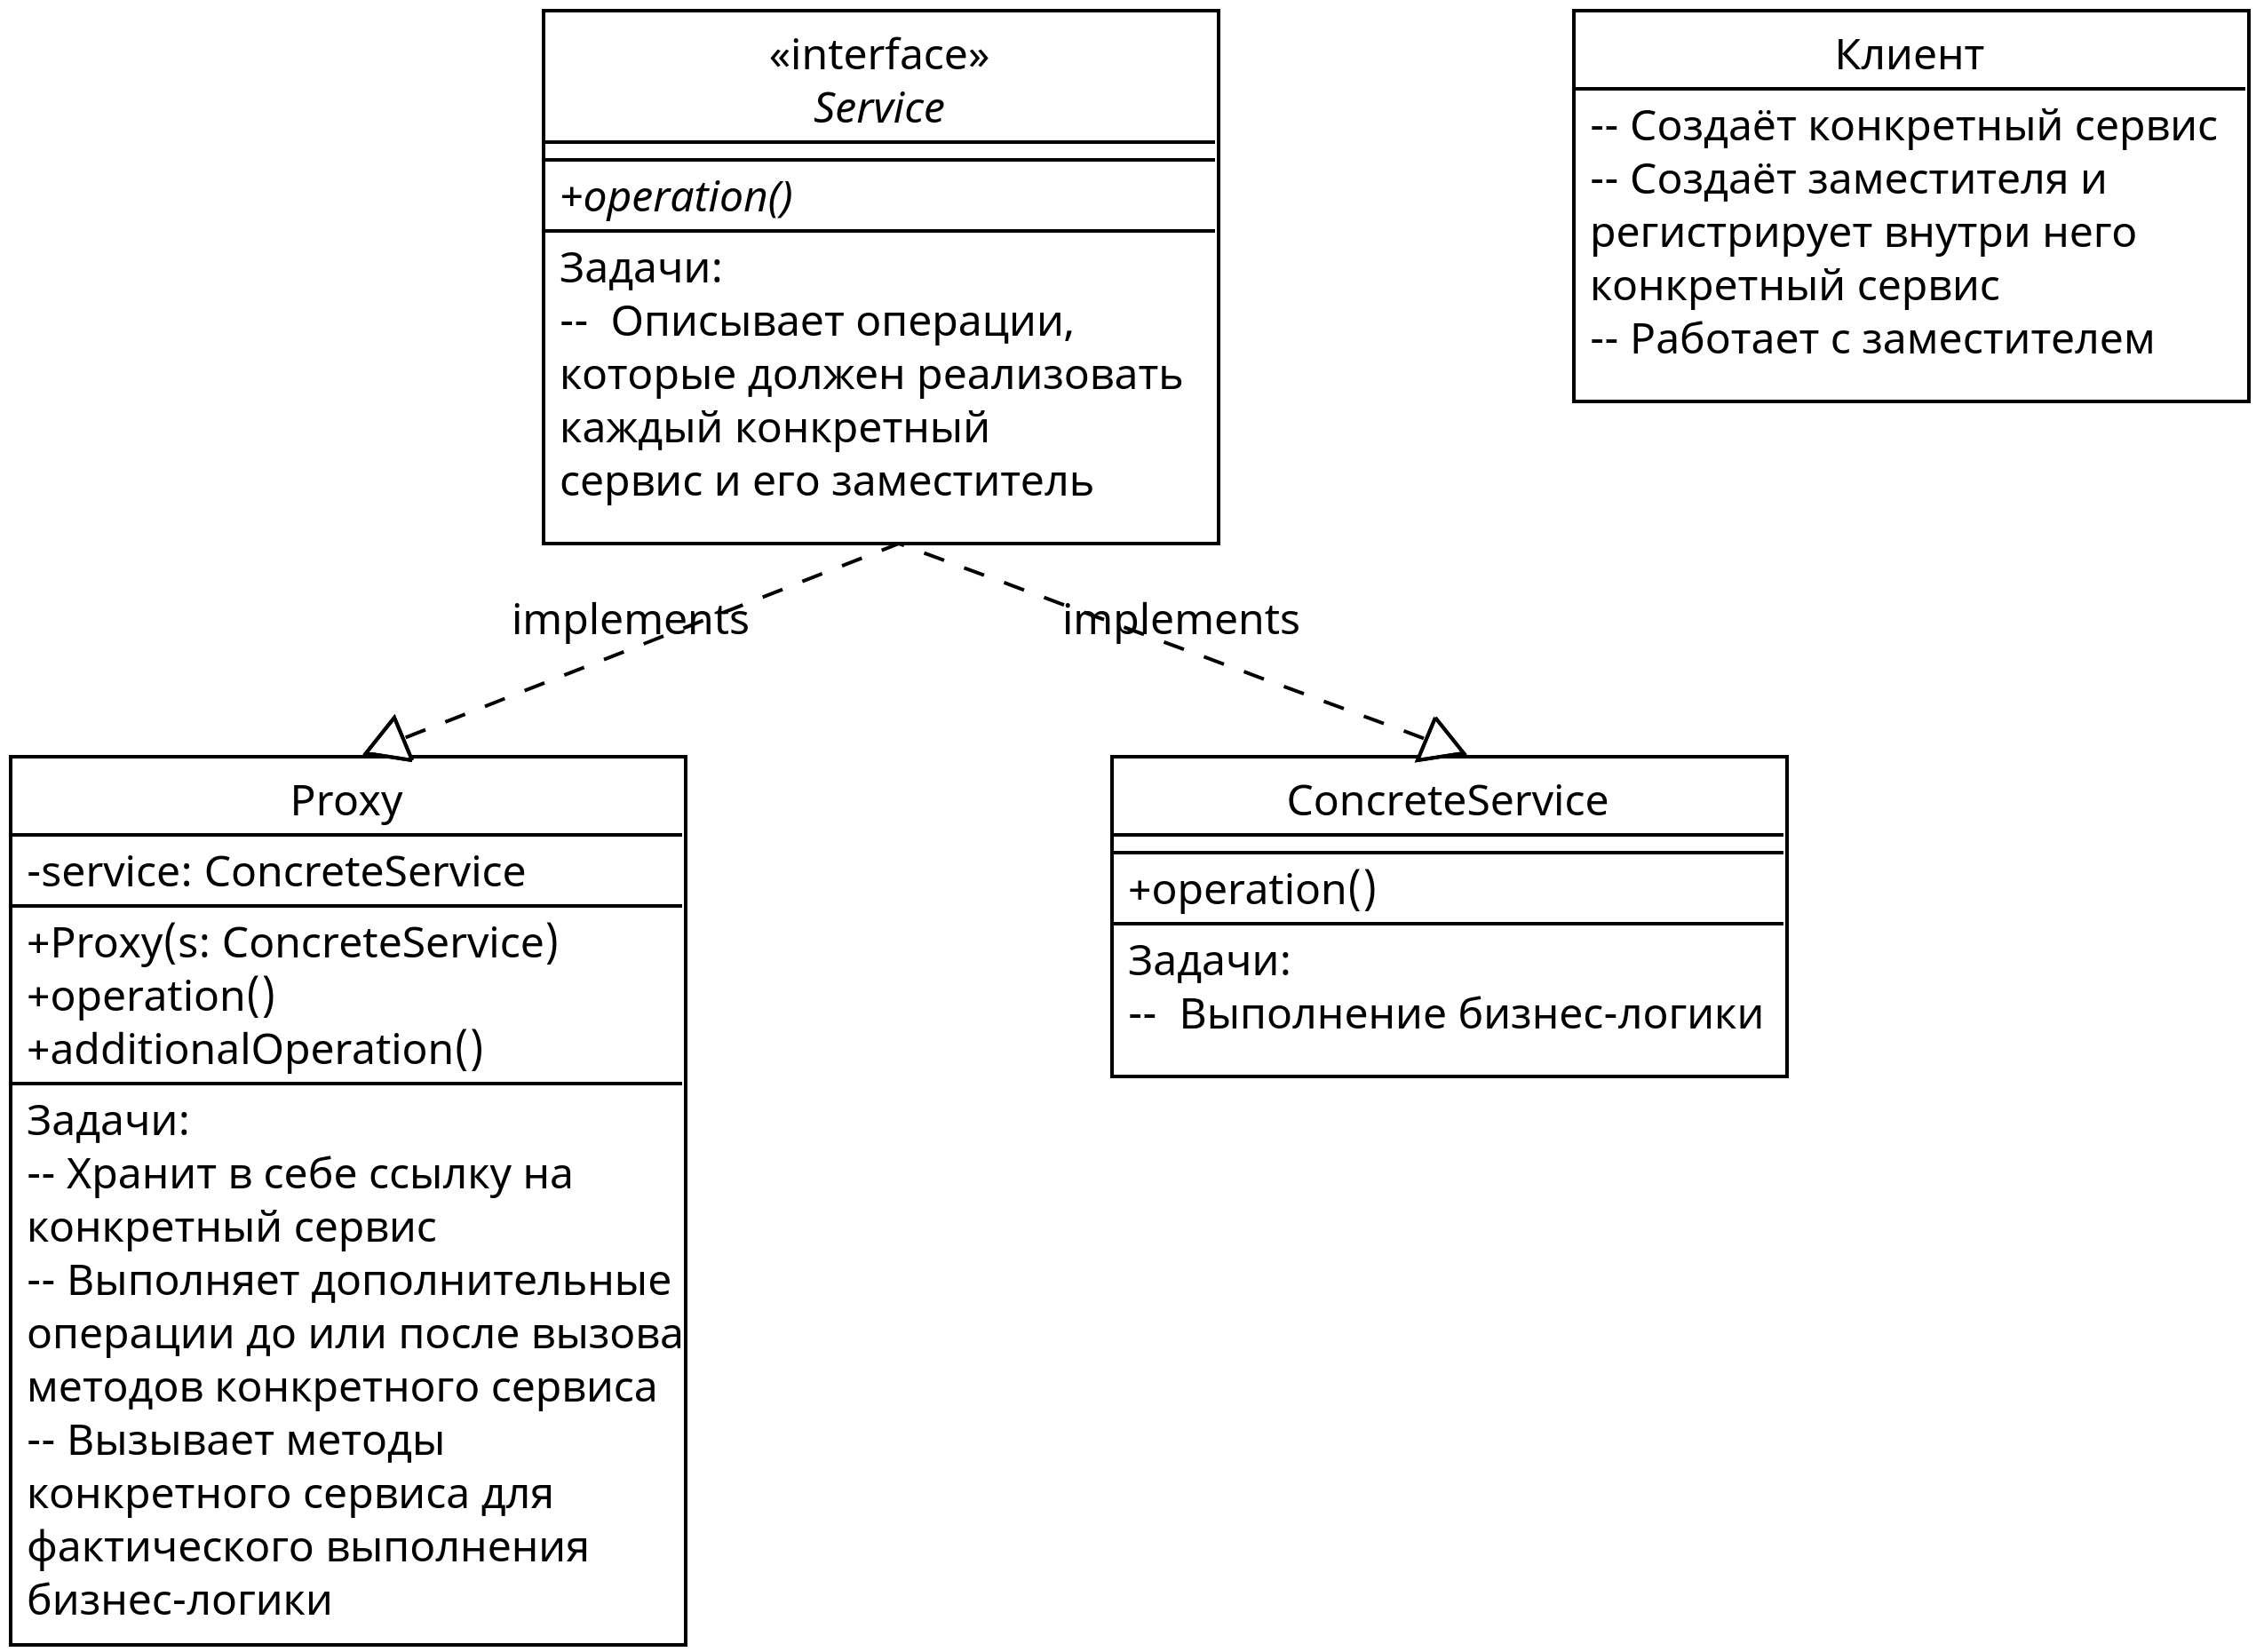 «interface»
Service
+operation()
Задачи:
--  Описывает операции,
которые должен реализовать
каждый конкретный
сервис и его заместитель
Клиент
-- Создаёт конкретный сервис
-- Создаёт заместителя и
регистрирует внутри него
конкретный сервис
-- Работает с заместителем
implements
implements
Proxy
-service: ConcreteService
+Proxy(s: ConcreteService)
+operation()
+additionalOperation()
Задачи:
-- Хранит в себе ссылку на
конкретный сервис
-- Выполняет дополнительные
операции до или после вызова
методов конкретного сервиса
-- Вызывает методы
конкретного сервиса для
фактического выполнения
бизнес-логики
ConcreteService
+operation()
Задачи:
--  Выполнение бизнес-логики